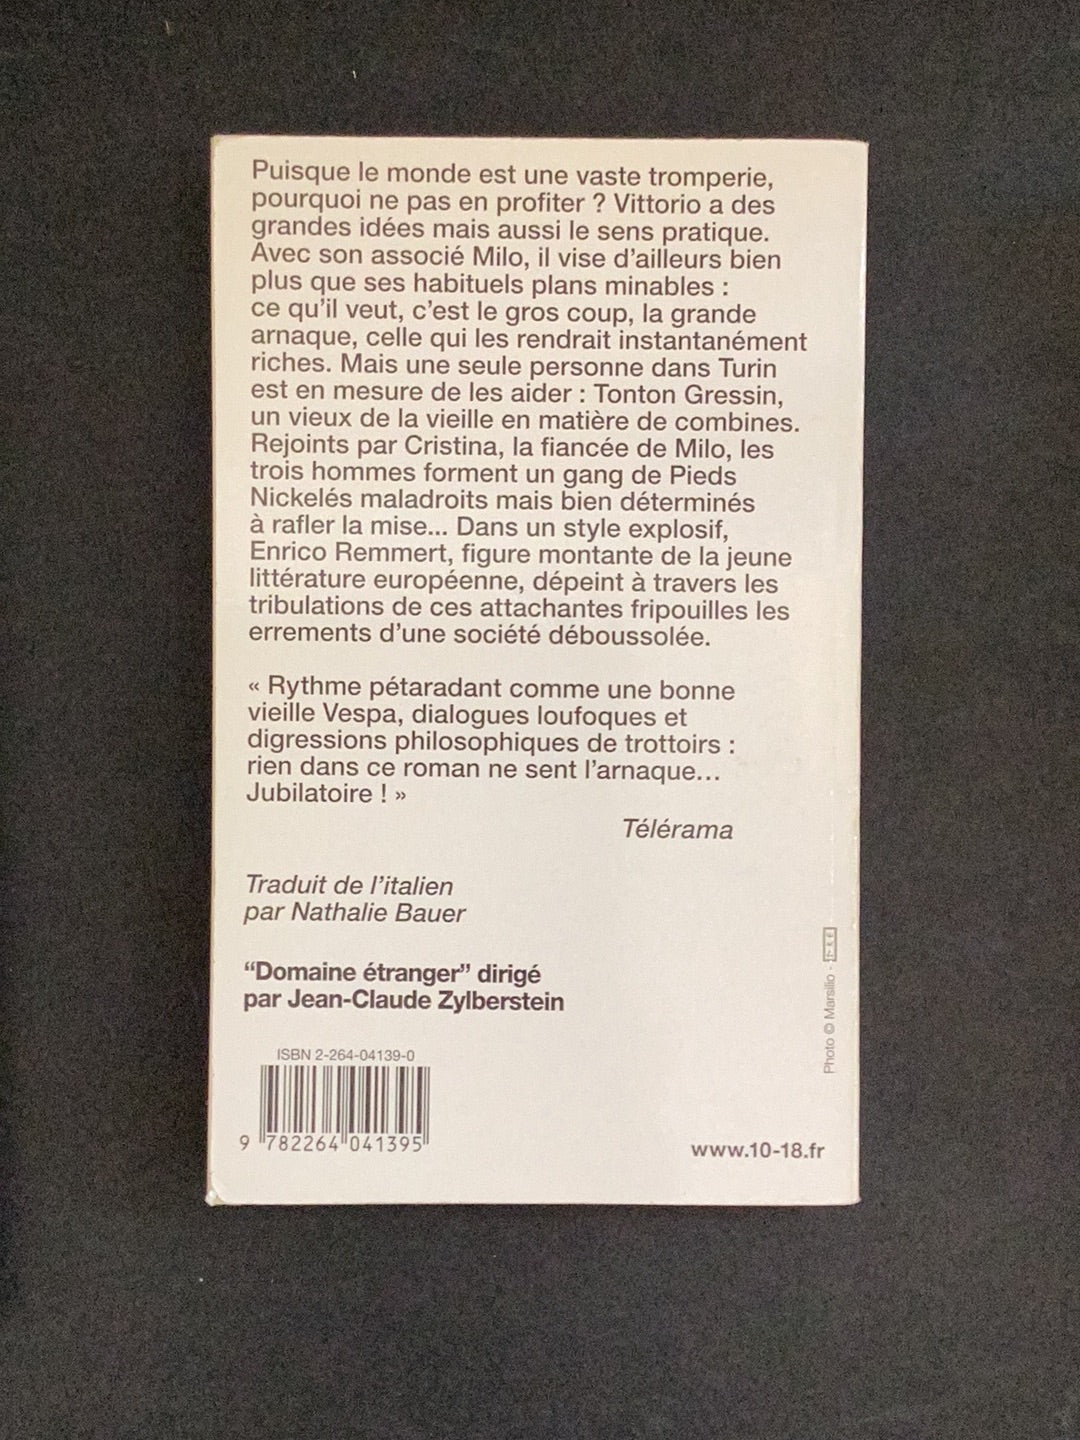 Puisque le monde est une vaste tromperie,
pourquoi ne pas en profiter ? Vittorio a des
grandes idées mais aussi le sens pratique.
Avec son associé Milo, il vise d'ailleurs bien
plus que ses habituels plans minables :
ce qu'il veut, c'est le gros coup, la grande
arnaque, celle qui les rendrait instantanément
riches. Mais une seule personne dans Turin
est en mesure de les aider : Tonton Gressin,
un vieux de la vieille en matière de combines.
Rejoints par Cristina, la fiancée de Milo, les
trois hommes forment un gang de Pieds
Nickelés maladroits mais bien déterminés
à rafler la mise... Dans un style explosif,
Enrico Remmert, figure montante de la jeune
littérature européenne, dépeint à travers les
tribulations de ces attachantes fripouilles les
errements d'une société déboussolée.
« Rythme pétaradant comme une bonne
vieille Vespa, dialogues loufoques et
digressions philosophiques de trottoirs :
rien dans ce roman ne sent l'arnaque...
Jubilatoire ! »
Télérama
Traduit de l'italien
par Nathalie Bauer
“Domaine étranger” dirigé
par Jean-Claude Zylberstein
ISBN 2-264-04139-0
9 782264 041395
www.10-18.fr
Photo © Marsilio -